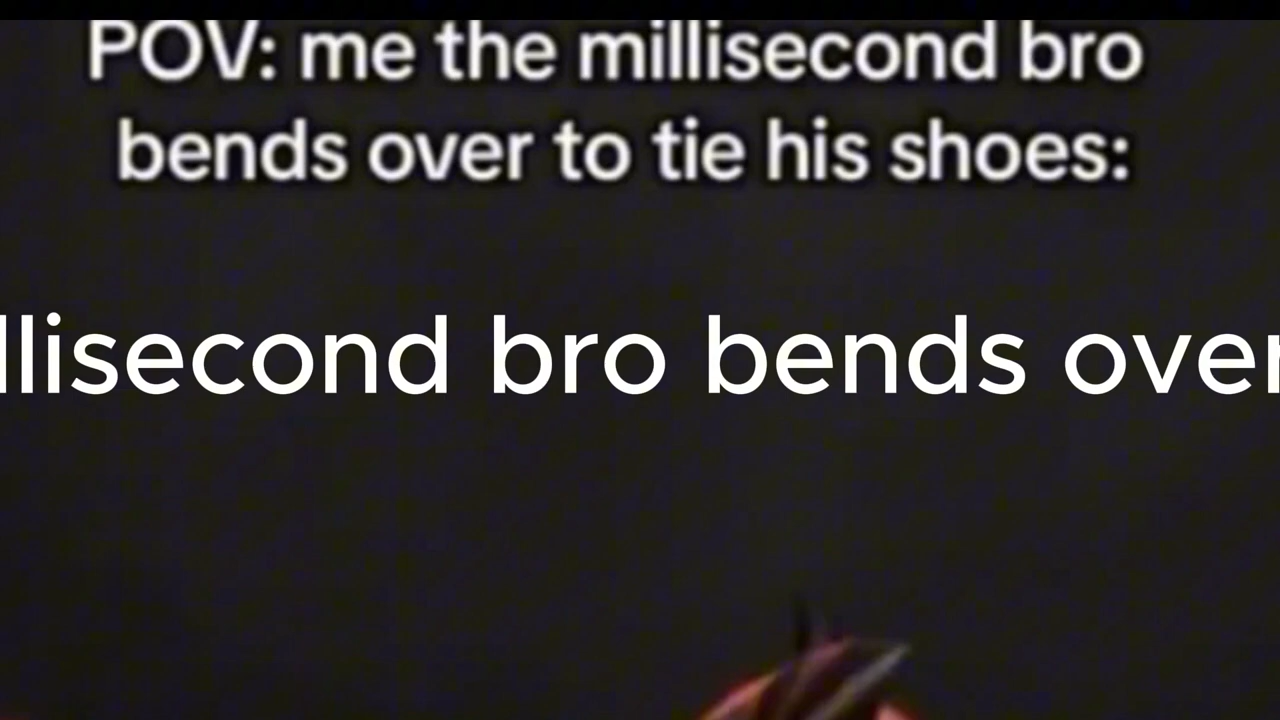 POV: me the millisecond bro
bends over to tie his shoes:
llisecond bro bends over